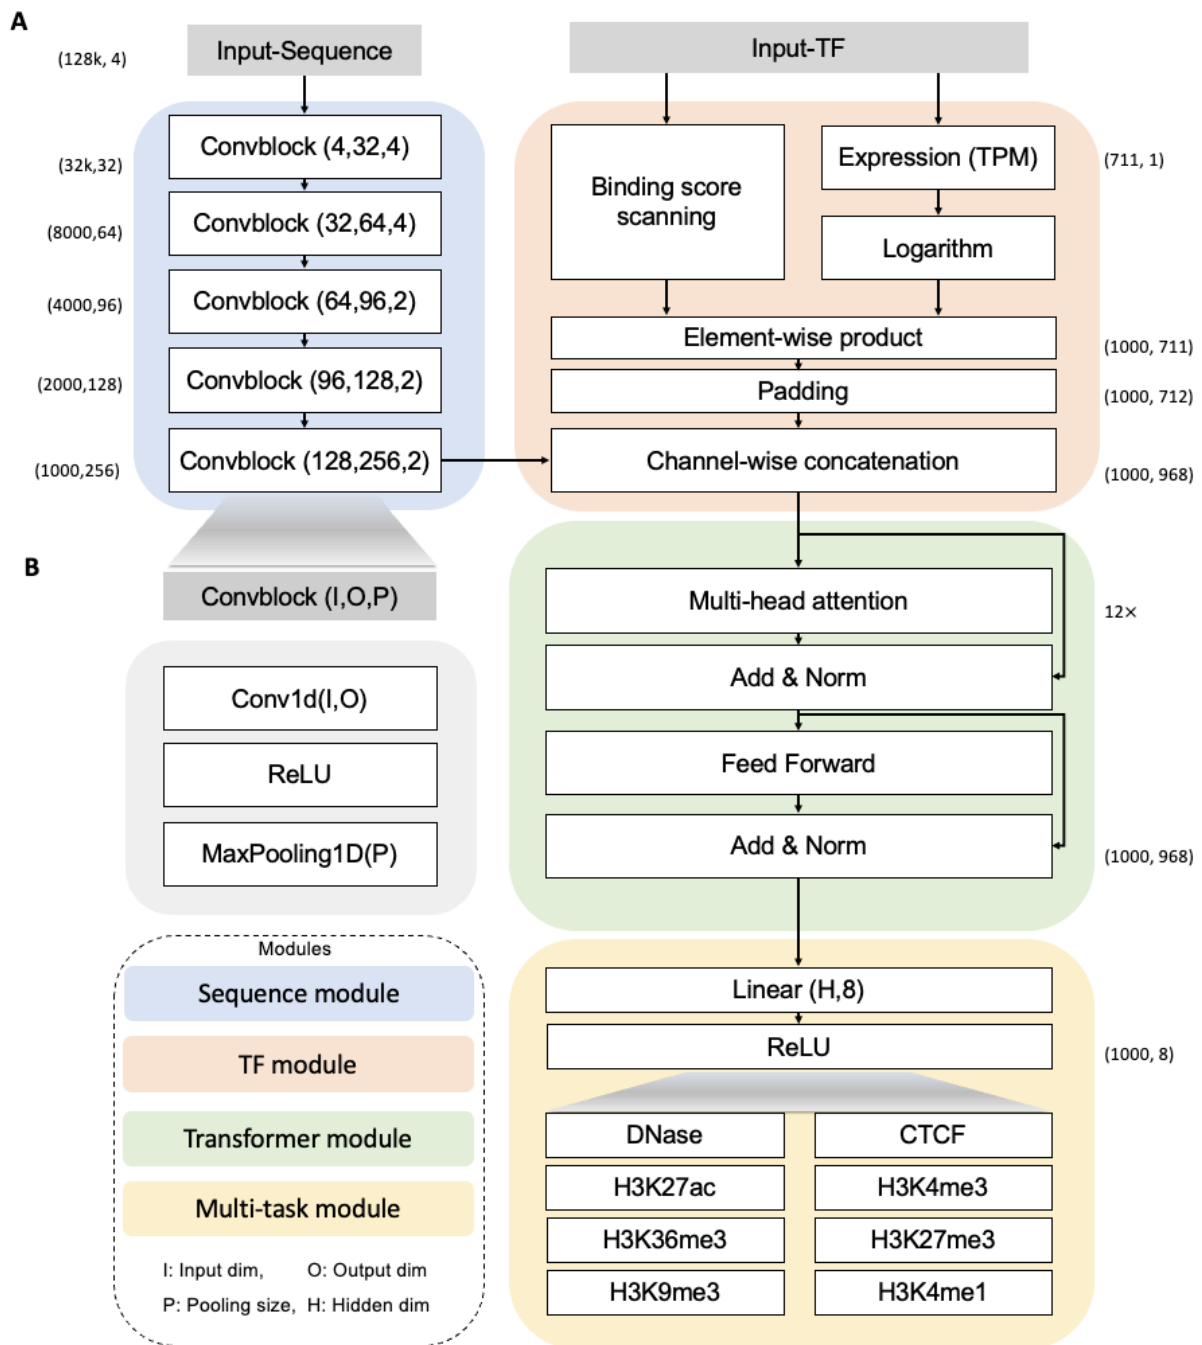 A
Input-Sequence
(128k, 4)
Convblock (4,32,4)
(32k,32)
Convblock (32,64,4)
(8000,64)
Convblock (64,96,2)
(4000,96)
Convblock (96,128,2)
(2000,128)
Convblock (128,256,2)
(1000,256)
Input-TF
Binding score
scanning
Expression (TPM)
(711, 1)
Logarithm
Element-wise product
(1000, 711)
Padding
(1000, 712)
Channel-wise concatenation
(1000, 968)
Multi-head attention
12×
Add & Norm
Feed Forward
Add & Norm
(1000, 968)
Linear (H,8)
ReLU
(1000, 8)
DNase
CTCF
H3K27ac
H3K4me3
H3K36me3
H3K27me3
H3K9me3
H3K4me1
B
Convblock (I,O,P)
Conv1d(I,O)
ReLU
MaxPooling1D(P)
Modules
Sequence module
TF module
Transformer module
Multi-task module
I: Input dim, O: Output dim
P: Pooling size, H: Hidden dim